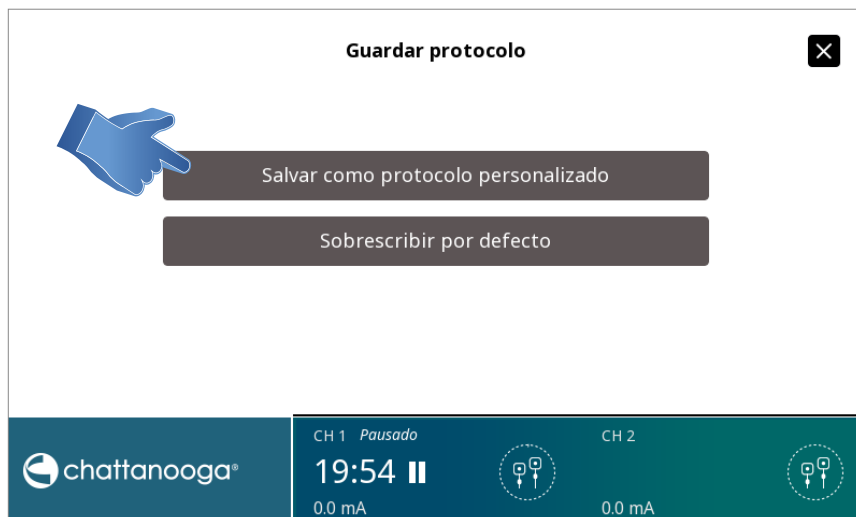 Guardar protocolo
Salvar como protocolo personalizado
Sobrescribir por defecto
chattanooga®
CH 1 Pausado
19:54
0.0 mA
CH 2
0.0 mA